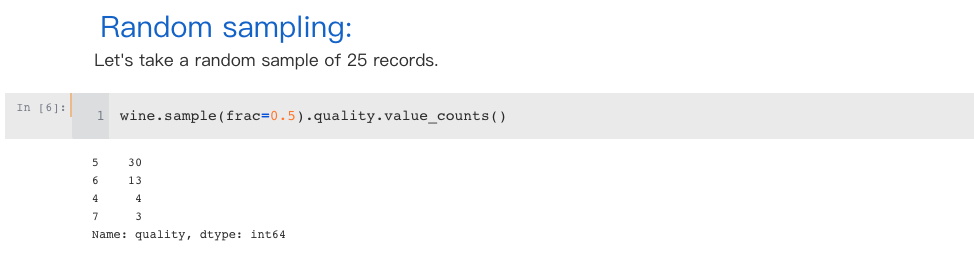 Random sampling:
Let's take a random sample of 25 records.
In [6]:
1 wine.sample(frac=0.5).quality.value_counts()
5 30
6 13
4 4
7 3
Name: quality, dtype: int64